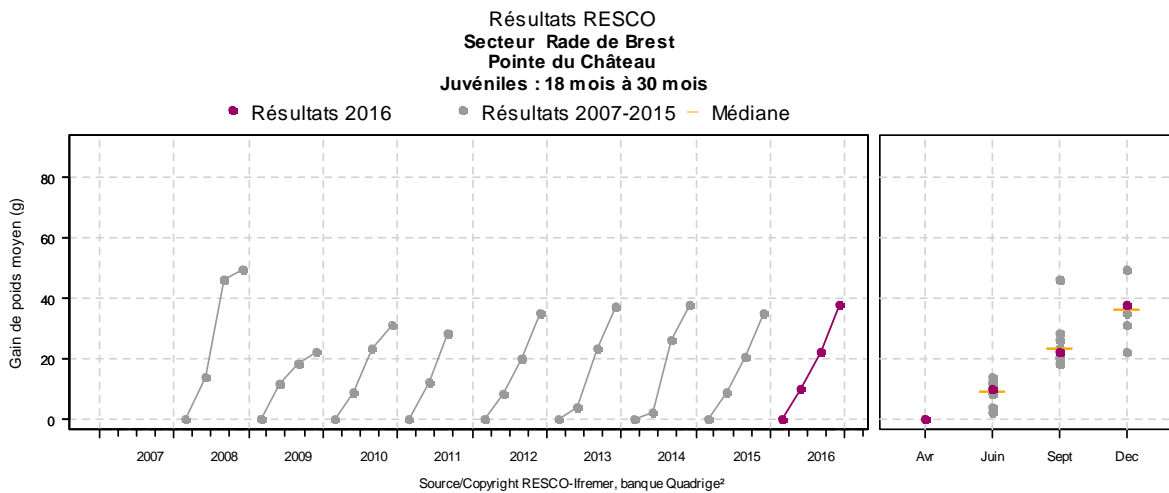 Résultats RESCO
Secteur Rade de Brest
Pointe du Château
Juvéniles : 18 mois à 30 mois
Résultats 2016 Résultats 2007-2015 Médiane
Gain de poids moyen (g)
80
60
40
20
0
2007 2008 2009 2010 2011 2012 2013 2014 2015 2016
Avr Juin Sept Dec
Source/Copyright RESCO-Ifremer, banque Quadrige²